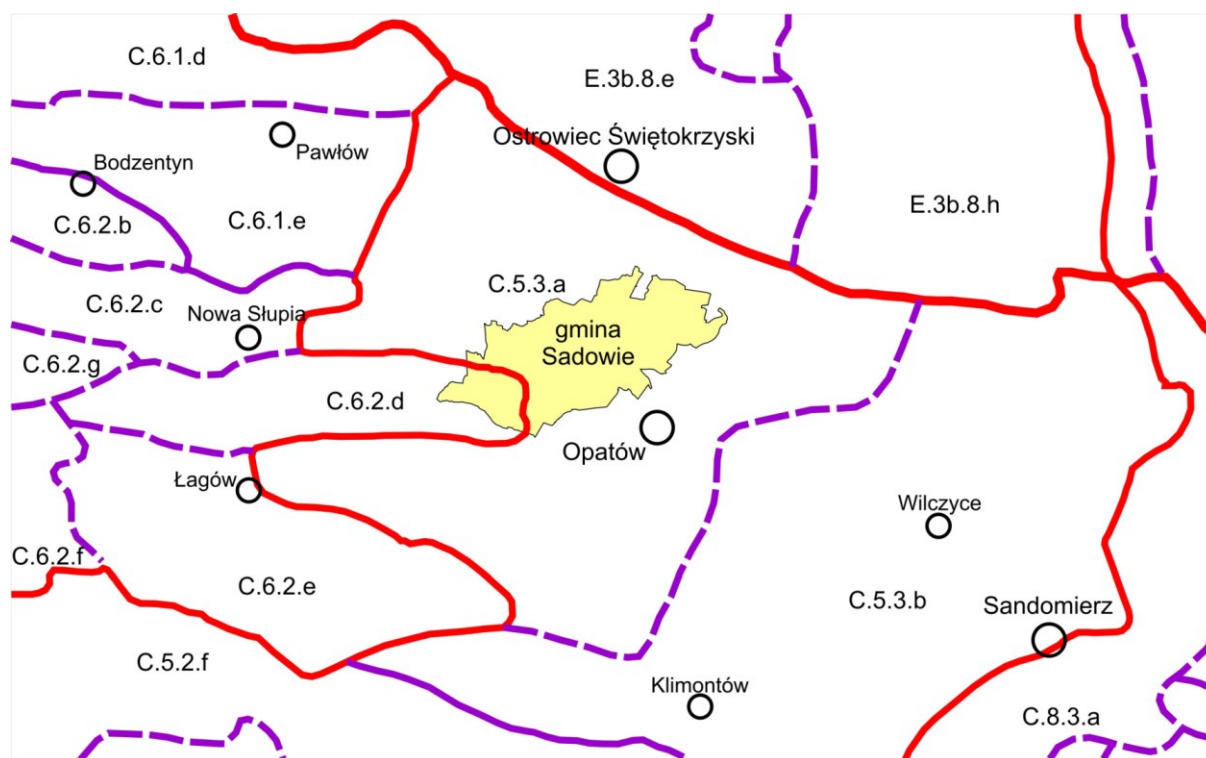 C.6.1.d
E.3b.8.e
Ostrowiec Świętokrzyski
Pawłów
Bodzentyn
C.6.2.b
C.6.1.e
E.3b.8.h
C.5.3.a
C.6.2.c
Nowa Słupia
gmina
Sadowie
C.6.2.g
C.6.2.d
Opatów
Łagów
Wilczyce
C.6.2.f
C.6.2.e
C.5.3.b
Sandomierz
C.5.2.f
Klimontów
C.8.3.a